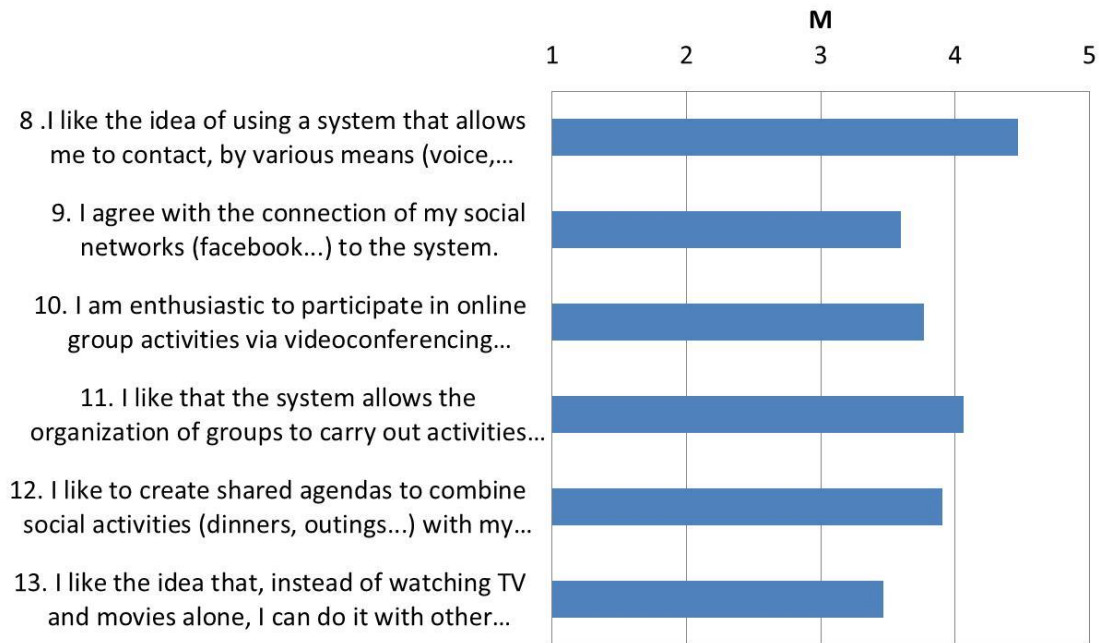 M
1 2 3 4 5
8 .I like the idea of using a system that allows
me to contact, by various means (voice,...
9. I agree with the connection of my social
networks (facebook...) to the system.
10. I am enthusiastic to participate in online
group activities via videoconferencing...
11. I like that the system allows the
organization of groups to carry out activities...
12. I like to create shared agendas to combine
social activities (dinners, outings...) with my...
13. I like the idea that, instead of watching TV
and movies alone, I can do it with other...